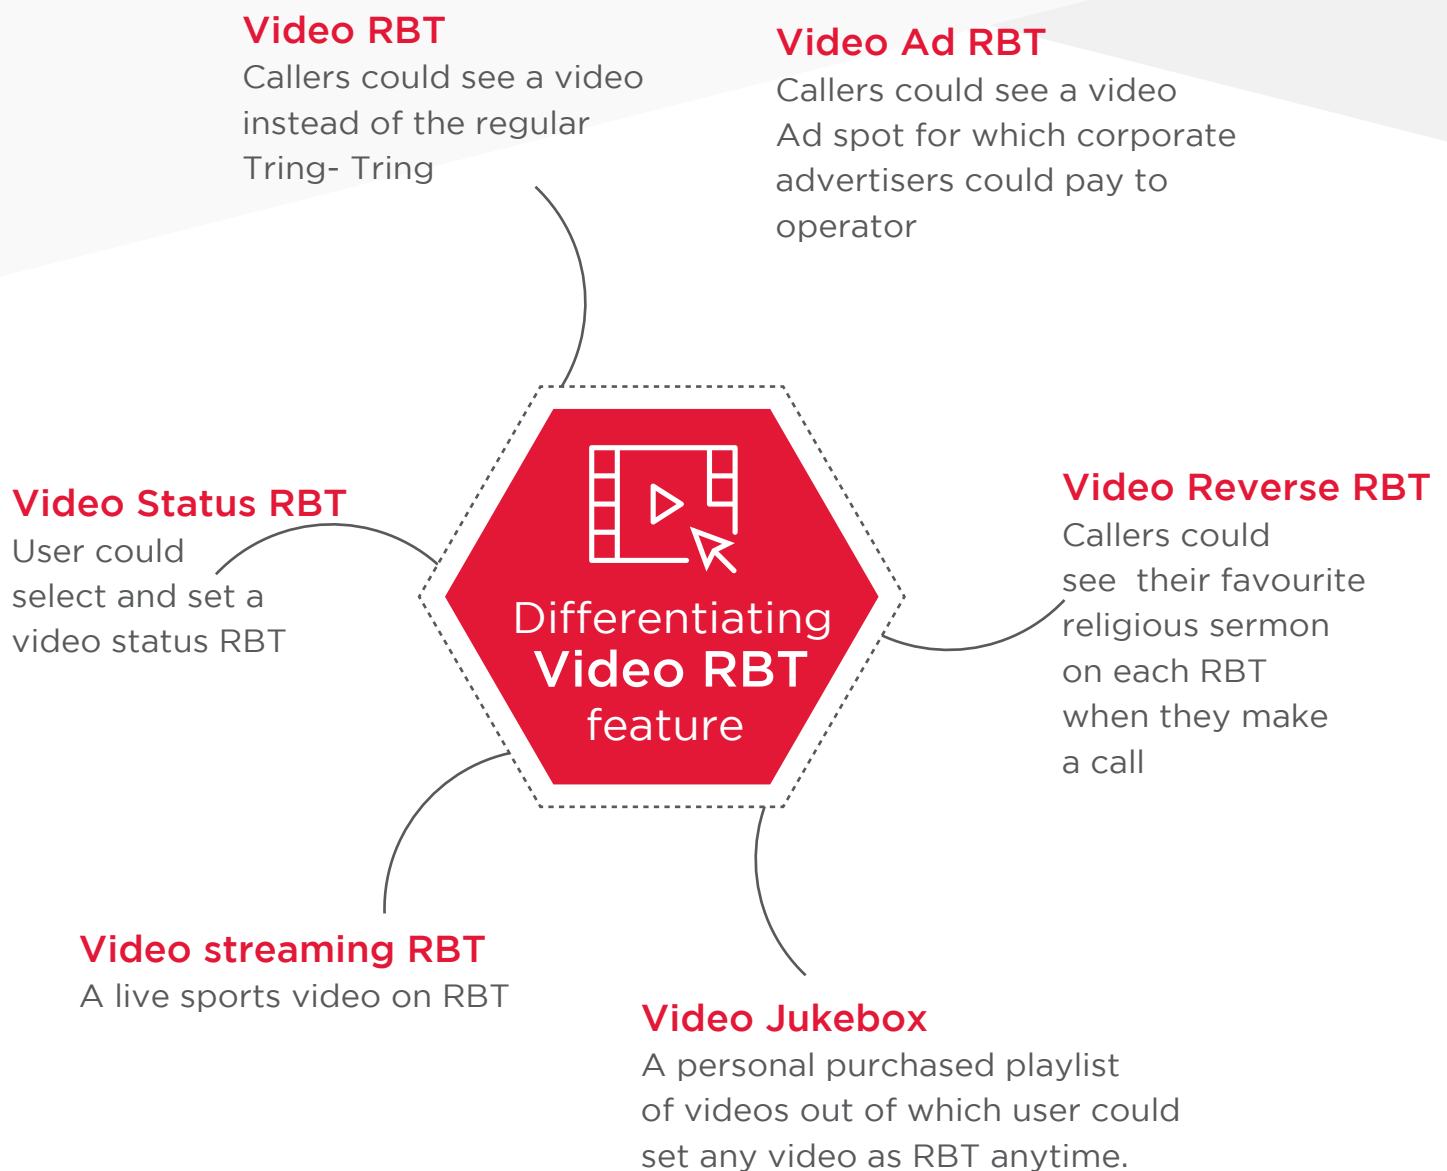 Video RBT
Callers could see a video
instead of the regular
Tring- Tring
Video Ad RBT
Callers could see a video
Ad spot for which corporate
advertisers could pay to
operator
Video Status RBT
User could
select and set a
video status RBT
Differentiating
Video RBT
feature
Video Reverse RBT
Callers could
see  their favourite
religious sermon
on each RBT
when they make
a call
Video streaming RBT
A live sports video on RBT
Video Jukebox
A personal purchased playlist
of videos out of which user could
set any video as RBT anytime.